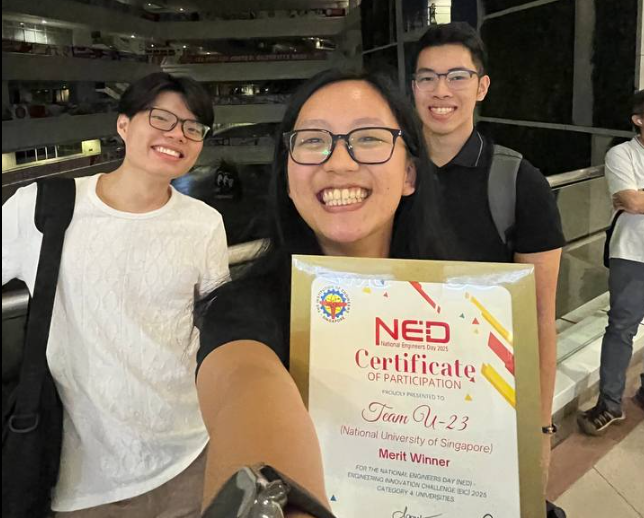 NED
National Engineers Day 2025
Certificate
OF PARTICIPATION
PROUDLY PRESENTED TO
Team U-23
(National University of Singapore)
Merit Winner
FOR THE NATIONAL ENGINEERS DAY (NED) -
ENGINEERING INNOVATION CHALLENGE (EIC) 2025
CATEGORY 4: UNIVERSITIES